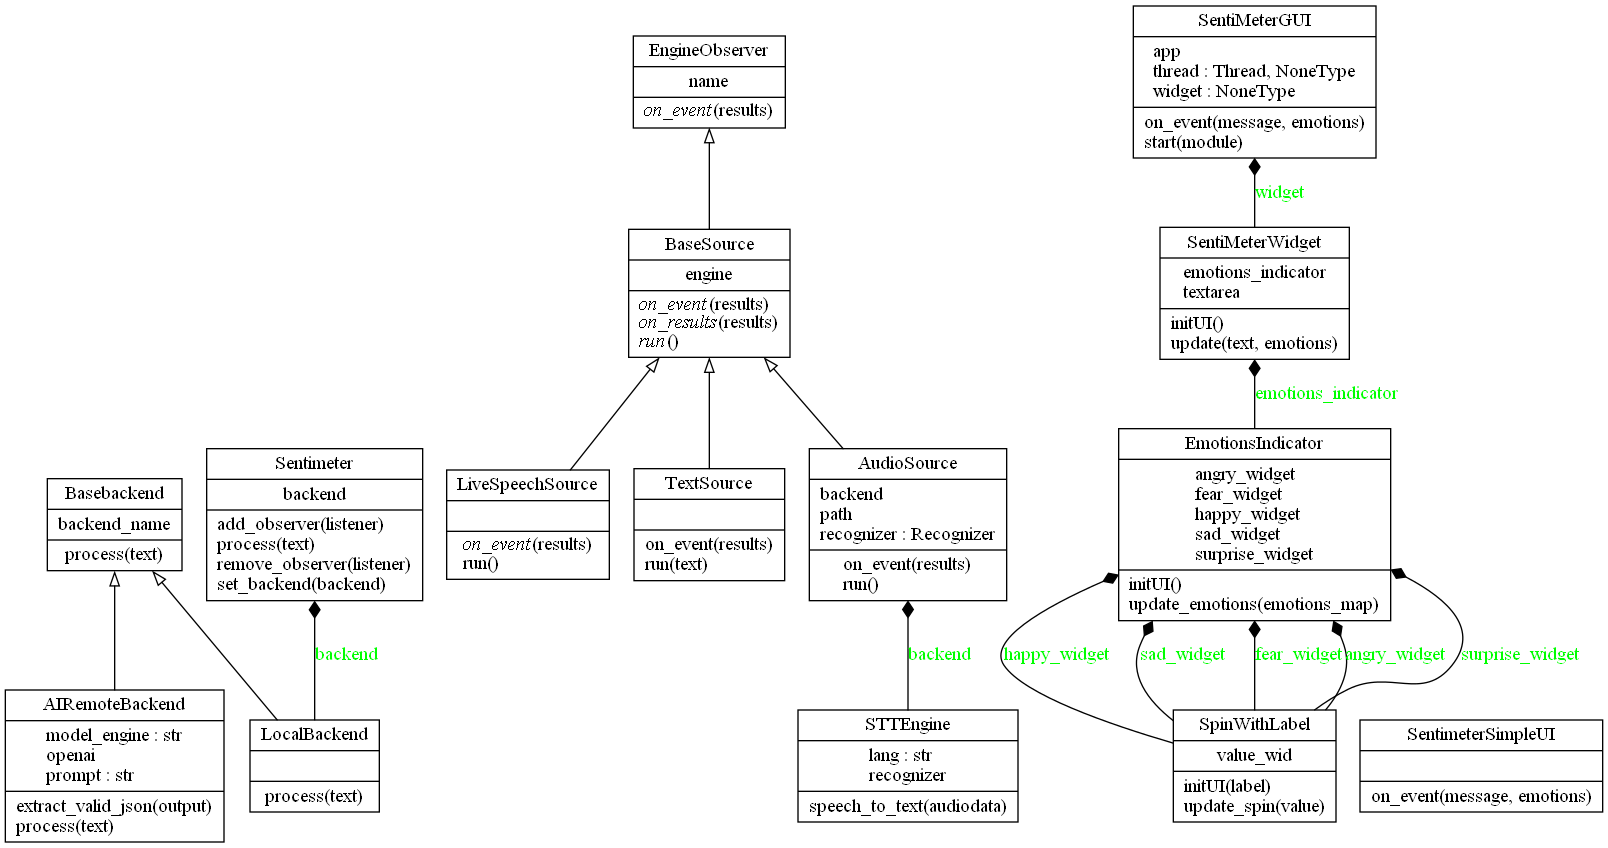 EngineObserver
name
on_event(results)
BaseSource
engine
on_event(results)
on_results(results)
run()
LiveSpeechSource
on_event(results)
run()
TextSource
on_event(results)
run(text)
AudioSource
backend
path
recognizer : Recognizer
on_event(results)
run()
backend
STTEngine
lang : str
recognizer
speech_to_text(audiodata)
Basebackend
backend_name
process(text)
Sentimeter
backend
add_observer(listener)
process(text)
remove_observer(listener)
set_backend(backend)
backend
AIRemoteBackend
model_engine : str
openai
prompt : str
extract_valid_json(output)
process(text)
LocalBackend
process(text)
SentiMeterGUI
app
thread : Thread, NoneType
widget : NoneType
on_event(message, emotions)
start(module)
widget
SentiMeterWidget
emotions_indicator
textarea
initUI()
update(text, emotions)
emotions_indicator
EmotionsIndicator
angry_widget
fear_widget
happy_widget
sad_widget
surprise_widget
initUI()
update_emotions(emotions_map)
happy_widget
sad_widget
fear_widget
angry_widget
surprise_widget
SpinWithLabel
value_wid
initUI(label)
update_spin(value)
SentimeterSimpleUI
on_event(message, emotions)